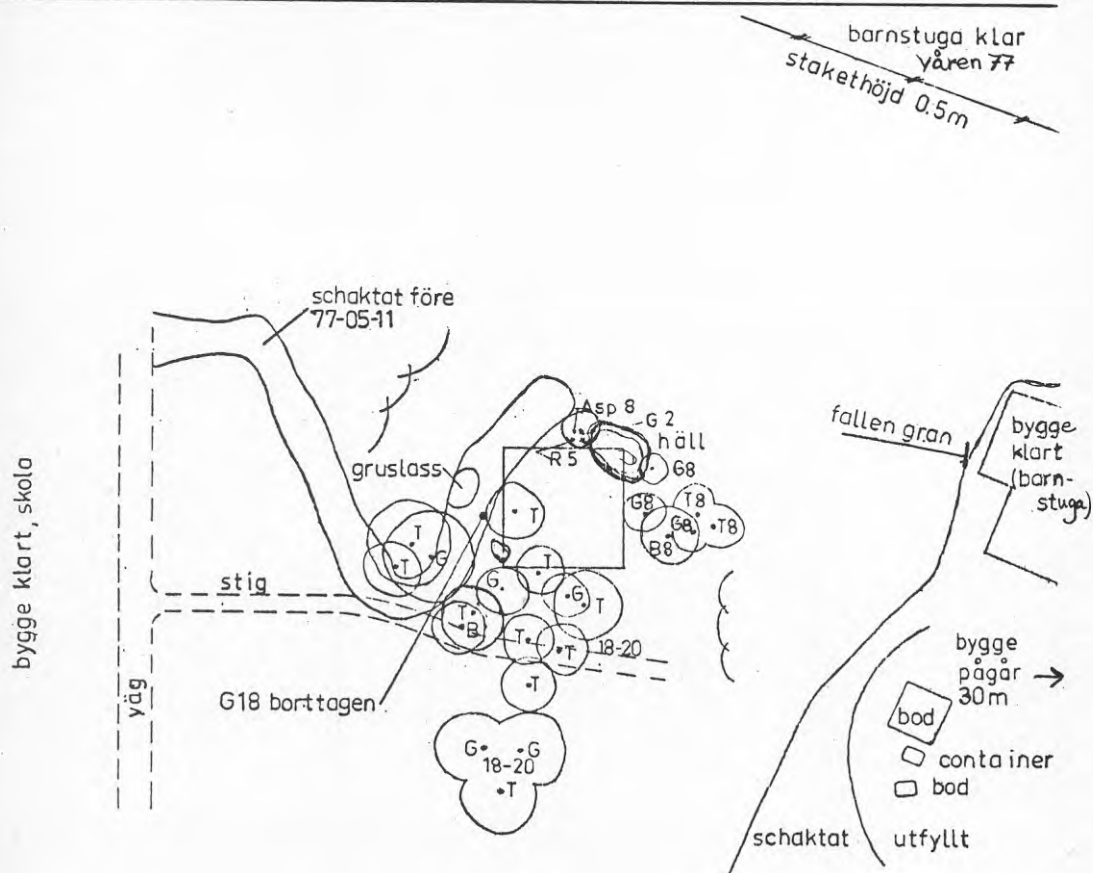 barnstuga klar
våren 77
stakethöjd 0.5m
schaktat före
77-05-11
Asp 8
G 2
häll
R 5
G8
fallen gran
bygge
klart
(barn-
stuga)
gruslass
T
G8
T8
T8
G8
B8
T
G
T
T
G
G
T
T
B
T
T
18-20
T
stig
väg
bygge klart, skola
G18 borttagen
G
G
18-20
T
bygge
pågår
30m
bod
container
bod
schaktat
utfyllt